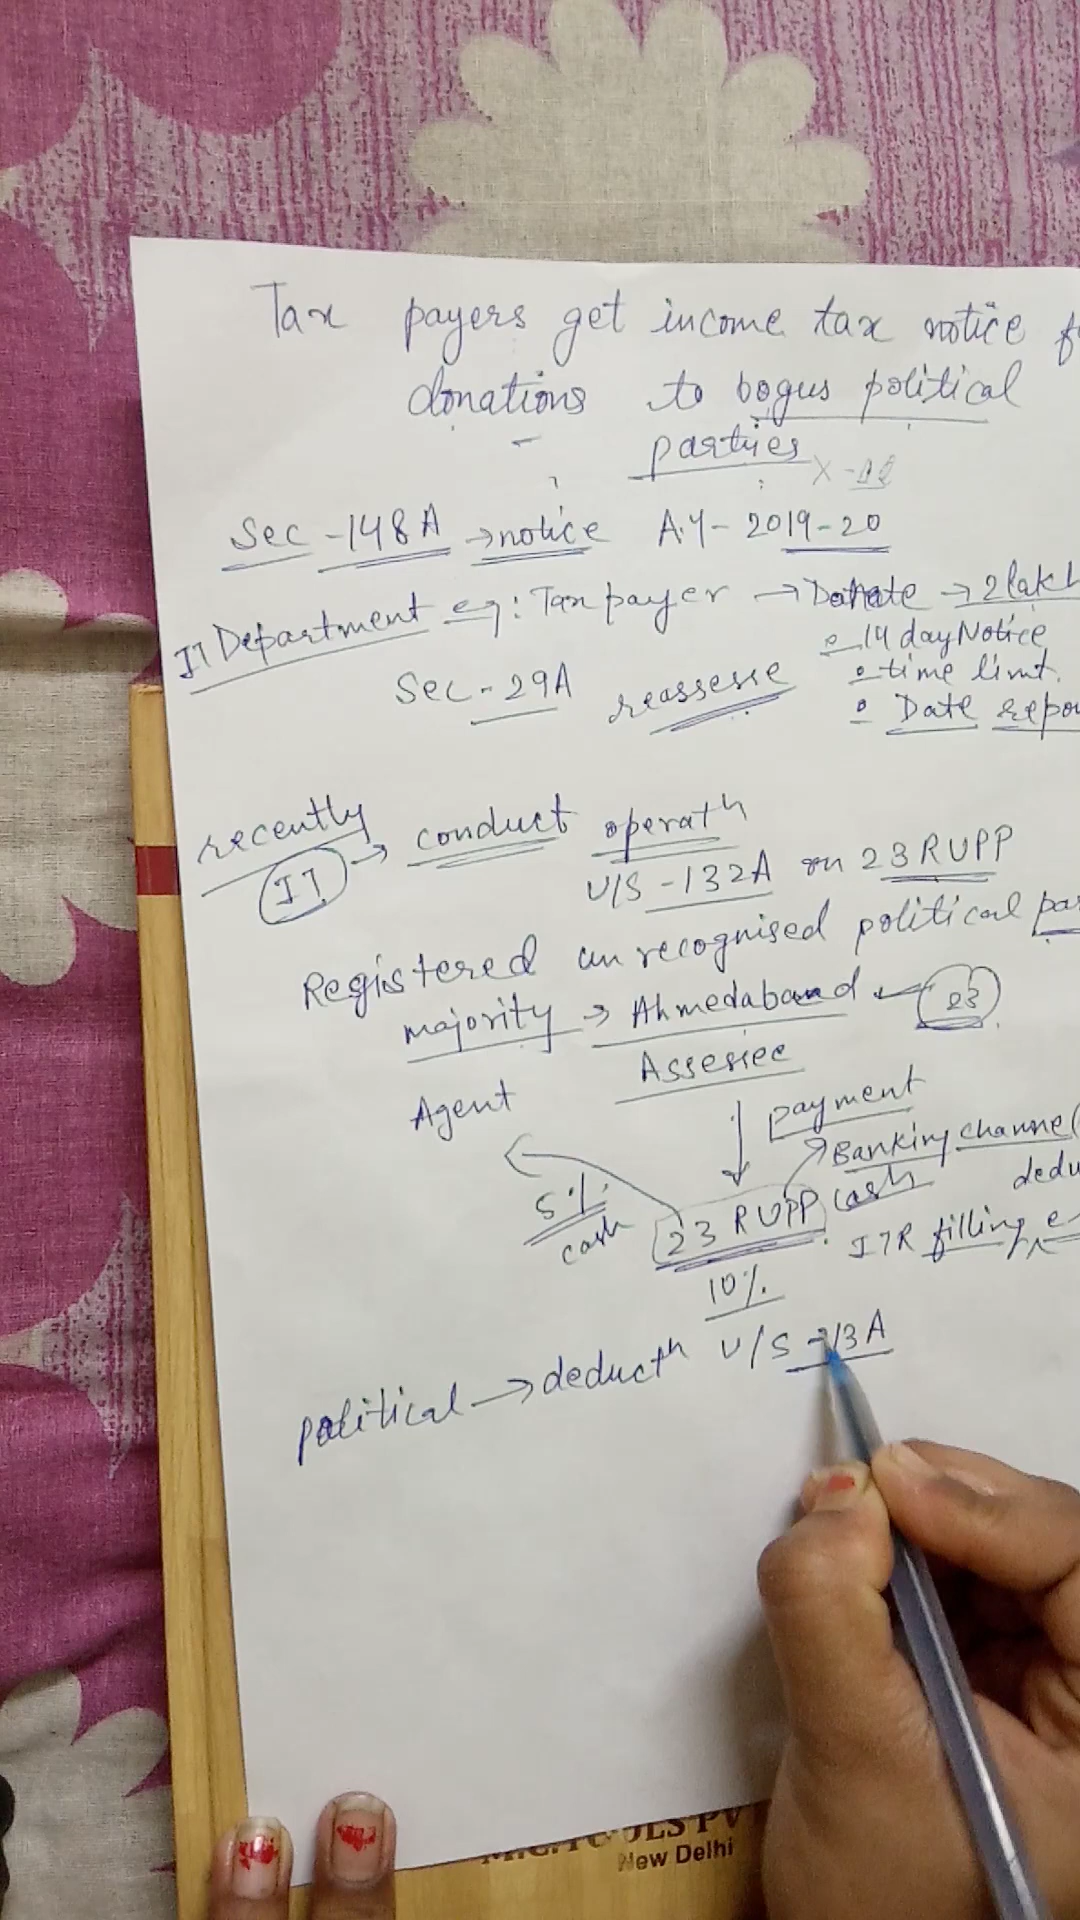 Tax payers get income tax notice
donations to bogus political
parties
Sec -148A → notice A.Y- 2019-20
IT Department eg: Tax payer → Donate → 2 lakh
• 14 day Notice
Sec - 29A reassesse • time limt.
• Date
recently
IT → conduct operath
U/S -132A on 23 RUPP
Registered unrecognised political
majority → Ahmedabad ← 23
Assessee
Agent
payment
Banking channel
5% cash 23 RUPP cash
ITR filling
10%
political → deducth U/S - 13A
New Delhi